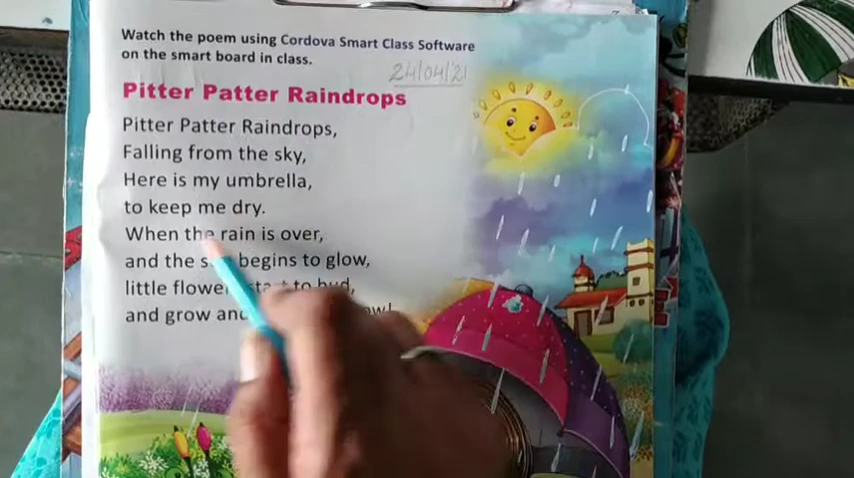 Watch the poem using Cordova Smart Class Software
on the smart board in class.
24/04/21
Pitter Patter Raindrops
Pitter Patter Raindrops,
Falling from the sky,
Here is my umbrella,
to keep me dry.
When the rain is over,
and the begins to glow,
little to bud,
and grow